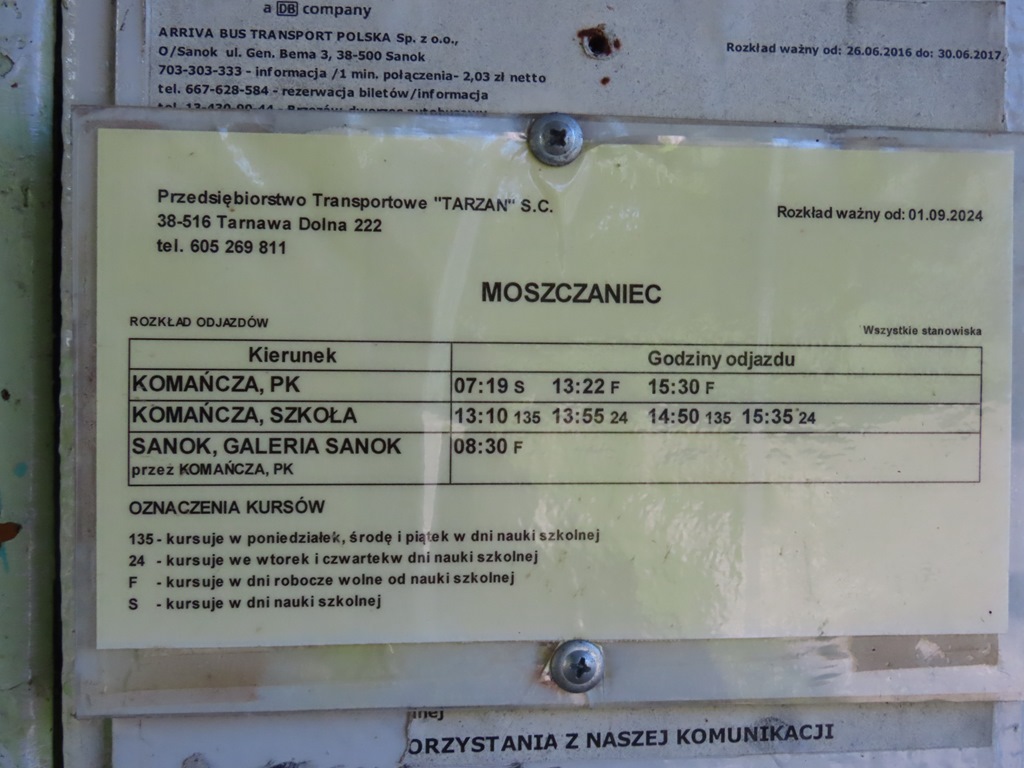 a DB company
ARRIVA BUS TRANSPORT POLSKA Sp. z o.o.,
O/Sanok ul. Gen. Bema 3, 38-500 Sanok
703-303-333 - informacja /1 min. połączenia- 2,03 zł netto
tel. 667-628-584 - rezerwacja biletów/informacja
Rozkład ważny od: 26.06.2016 do: 30.06.2017.
Przedsiębiorstwo Transportowe "TARZAN" S.C.
38-516 Tarnawa Dolna 222
tel. 605 269 811
Rozkład ważny od: 01.09.2024
MOSZCZANIEC
ROZKŁAD ODJAZDÓW
Wszystkie stanowiska
Kierunek Godziny odjazdu
KOMAŃCZA, PK 07:19 S 13:22 F 15:30 F
KOMAŃCZA, SZKOŁA 13:10 135 13:55 24 14:50 135 15:35 24
SANOK, GALERIA SANOK 08:30 F
przez KOMAŃCZA, PK
OZNACZENIA KURSÓW
135 - kursuje w poniedziałek, środę i piątek w dni nauki szkolnej
24 - kursuje we wtorek i czwartekw dni nauki szkolnej
F - kursuje w dni robocze wolne od nauki szkolnej
S - kursuje w dni nauki szkolnej
ORZYSTANIA Z NASZEJ KOMUNIKACJI